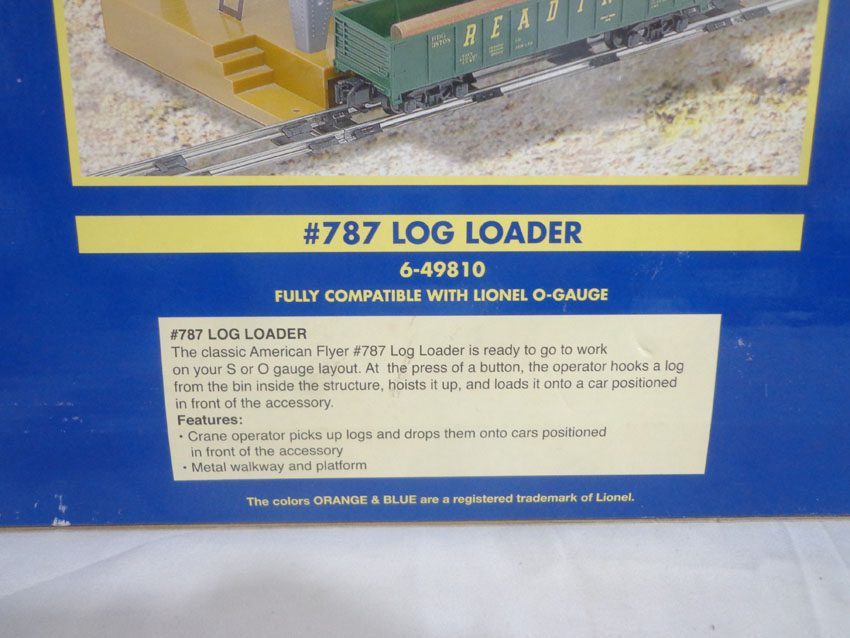 READI
#787 LOG LOADER
6-49810
FULLY COMPATIBLE WITH LIONEL O-GAUGE
#787 LOG LOADER
The classic American Flyer #787 Log Loader is ready to go to work
on your S or O gauge layout. At the press of a button, the operator hooks a log
from the bin inside the structure, hoists it up, and loads it onto a car positioned
in front of the accessory.
Features:
• Crane operator picks up logs and drops them onto cars positioned
in front of the accessory
• Metal walkway and platform
The colors ORANGE & BLUE are a registered trademark of Lionel.